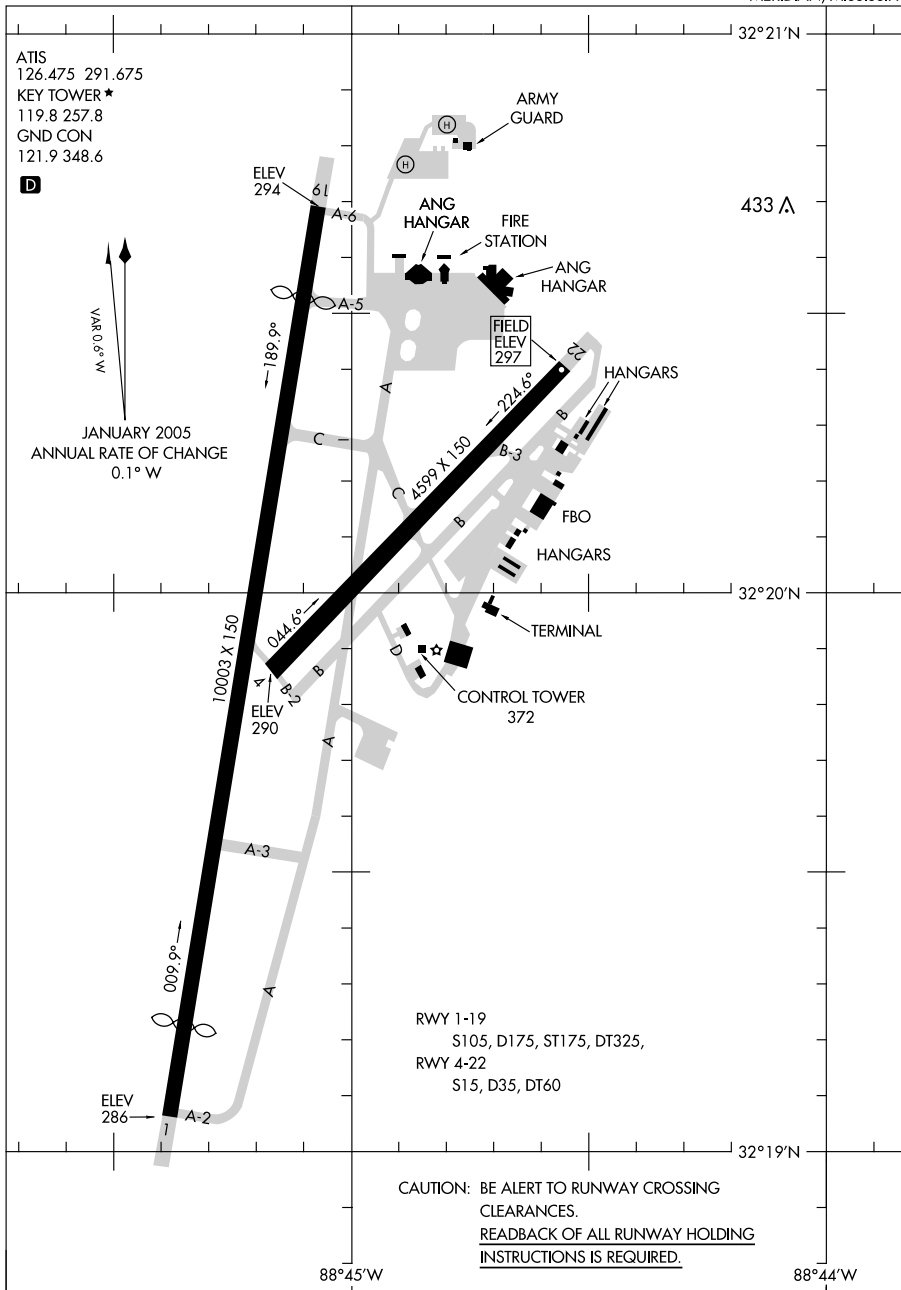 32°21'N
ATIS
126.475 291.675
KEY TOWER★
119.8 257.8
GND CON
121.9 348.6
D
ARMY
GUARD
H
H
ELEV
294
19
A-6
ANG
HANGAR
FIRE
STATION
433
ANG
HANGAR
A-5
VAR 0.6° W
189.9°
FIELD
ELEV
297
22
HANGARS
A
224.6°
JANUARY 2005
ANNUAL RATE OF CHANGE
0.1° W
C
B
B-3
4599 X 150
C
B
FBO
HANGARS
32°20'N
044.6°
TERMINAL
10003 X 150
D
4
B-2
B
ELEV
290
CONTROL TOWER
372
A
A-3
009.9°
A
RWY 1-19
S105, D175, ST175, DT325,
RWY 4-22
S15, D35, DT60
ELEV
286
A-2
1
32°19'N
CAUTION: BE ALERT TO RUNWAY CROSSING
CLEARANCES.
READBACK OF ALL RUNWAY HOLDING
INSTRUCTIONS IS REQUIRED.
88°45'W
88°44'W